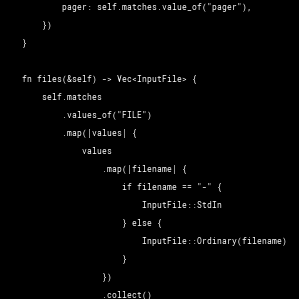 pager: self.matches.value_of("pager"),
})
}
fn files(&self) -> Vec<InputFile> {
self.matches
.values_of("FILE")
.map(|values| {
values
.map(|filename| {
if filename == "-" {
InputFile::StdIn
} else {
InputFile::Ordinary(filename)
}
})
.collect()